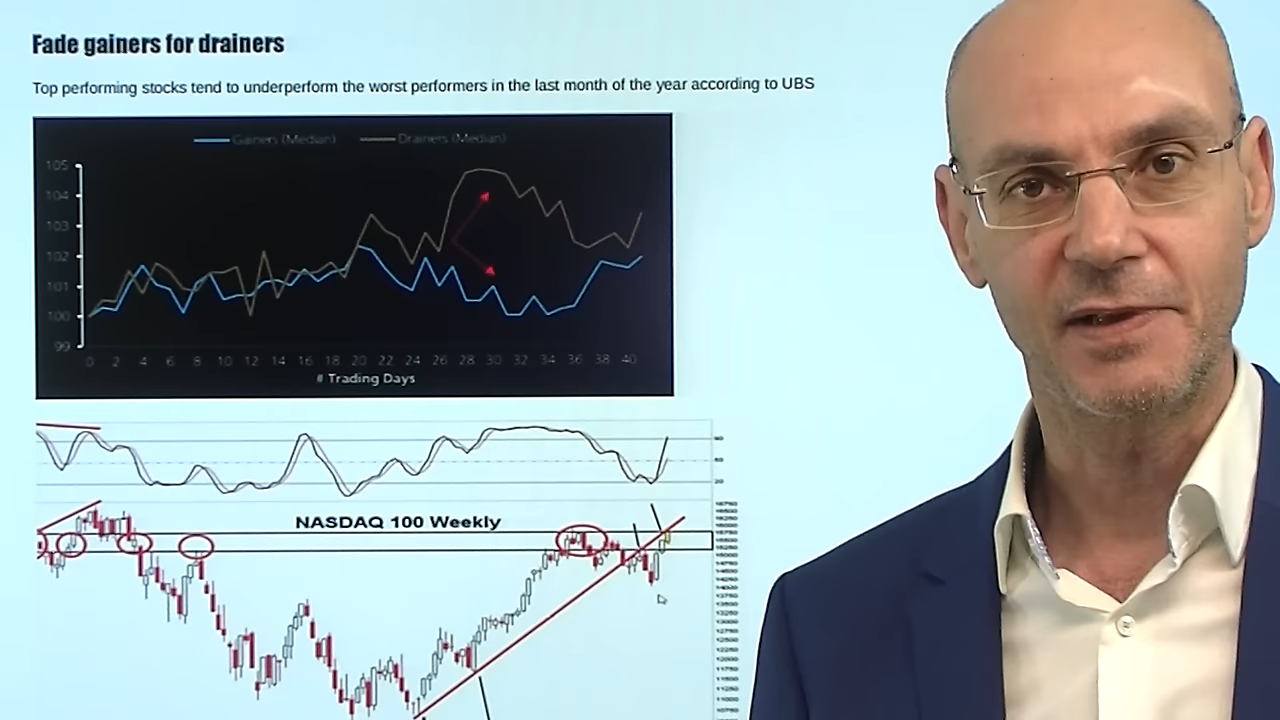 Fade gainers for drainers
Top performing stocks tend to underperform the worst performers in the last month of the year according to UBS
Gainers (Median) Drainers (Median)
105
104
103
102
101
100
99
0 2 4 6 8 10 12 14 16 18 20 22 24 26 28 30 32 34 36 38 40
# Trading Days
NASDAQ 100 Weekly